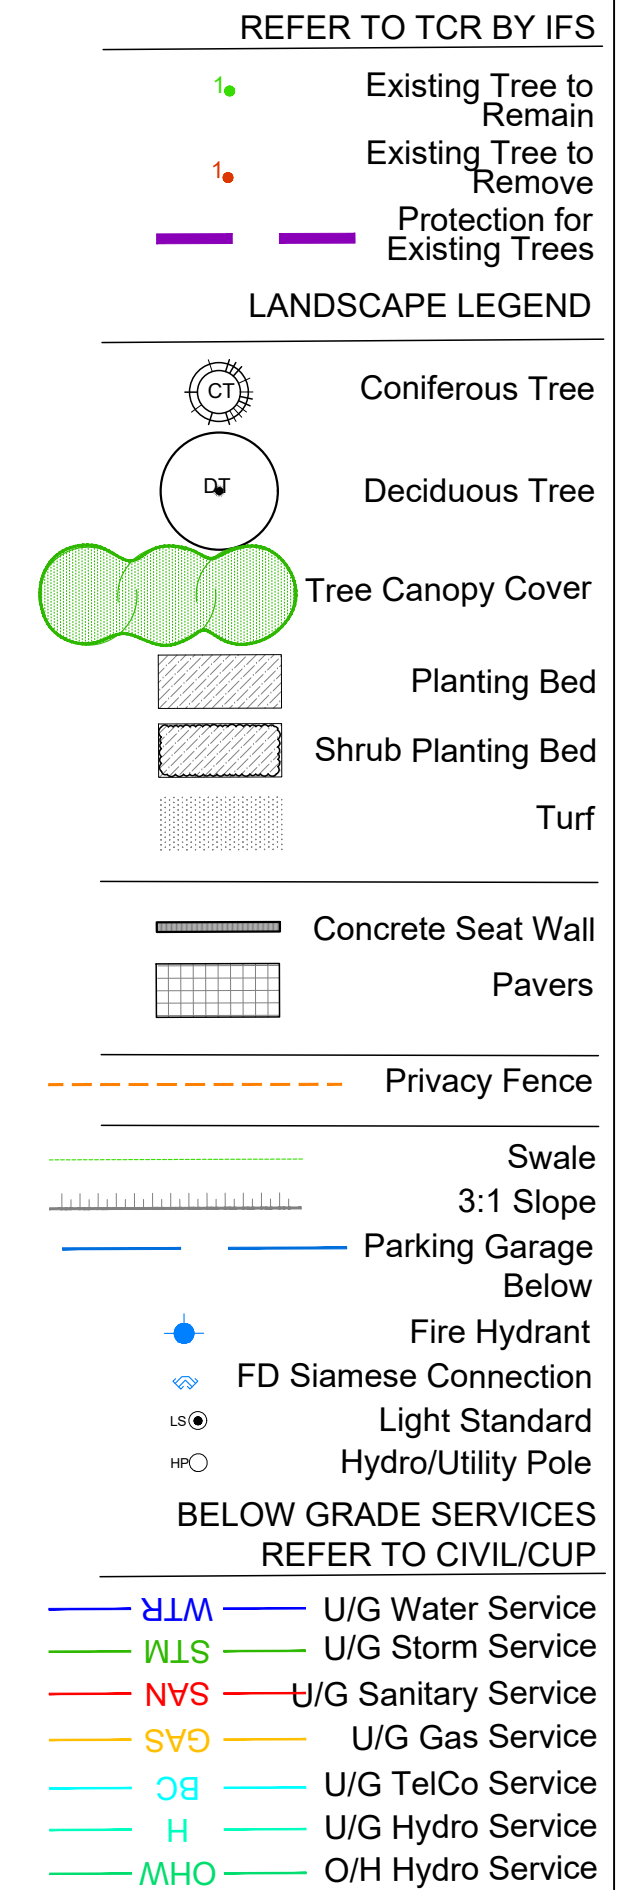 REFER TO TCR BY IFS
1 Existing Tree to
Remain
1 Existing Tree to
Remove
Protection for
Existing Trees
LANDSCAPE LEGEND
CT Coniferous Tree
DT Deciduous Tree
Tree Canopy Cover
Planting Bed
Shrub Planting Bed
Turf
Concrete Seat Wall
Pavers
Privacy Fence
Swale
3:1 Slope
Parking Garage
Below
Fire Hydrant
FD Siamese Connection
LS Light Standard
HP Hydro/Utility Pole
BELOW GRADE SERVICES
REFER TO CIVIL/CUP
WTR U/G Water Service
STM U/G Storm Service
SAN U/G Sanitary Service
GAS U/G Gas Service
BC U/G TelCo Service
H U/G Hydro Service
OHW O/H Hydro Service